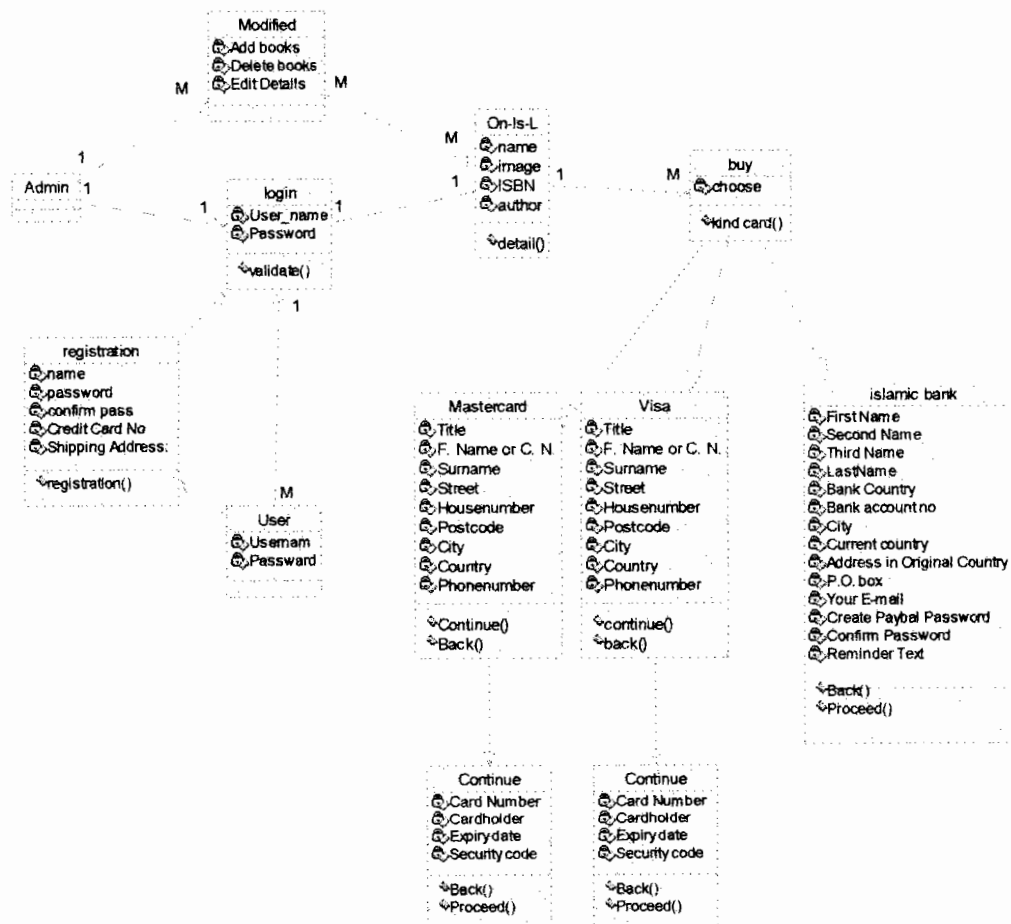 Modified
Add books
Delete books
Edit Details
M
M
1
1
Admin
login
User_name
Password
validate()
1
1
1
M
1
On-Is-L
name
image
ISBN
author
detail()
1
M
buy
choose
kind card()
registration
name
password
confirm pass
Credit Card No
Shipping Address:
registration()
M
User
Usernam
Passward
Mastercard
Title
F. Name or C. N.
Surname
Street
Housenumber
Postcode
City
Country
Phonenumber
Continue()
Back()
Visa
Title
F. Name or C. N.
Surname
Street
Housenumber
Postcode
City
Country
Phonenumber
continue()
back()
islamic bank
First Name
Second Name
Third Name
LastName
Bank Country
Bank account no
City
Current country
Address in Original Country
P.O. box
Your E-mail
Create Paybal Password
Confirm Password
Reminder Text
Back()
Proceed()
Continue
Card Number
Cardholder
Expiry date
Security code
Back()
Proceed()
Continue
Card Number
Cardholder
Expiry date
Security code
Back()
Proceed()